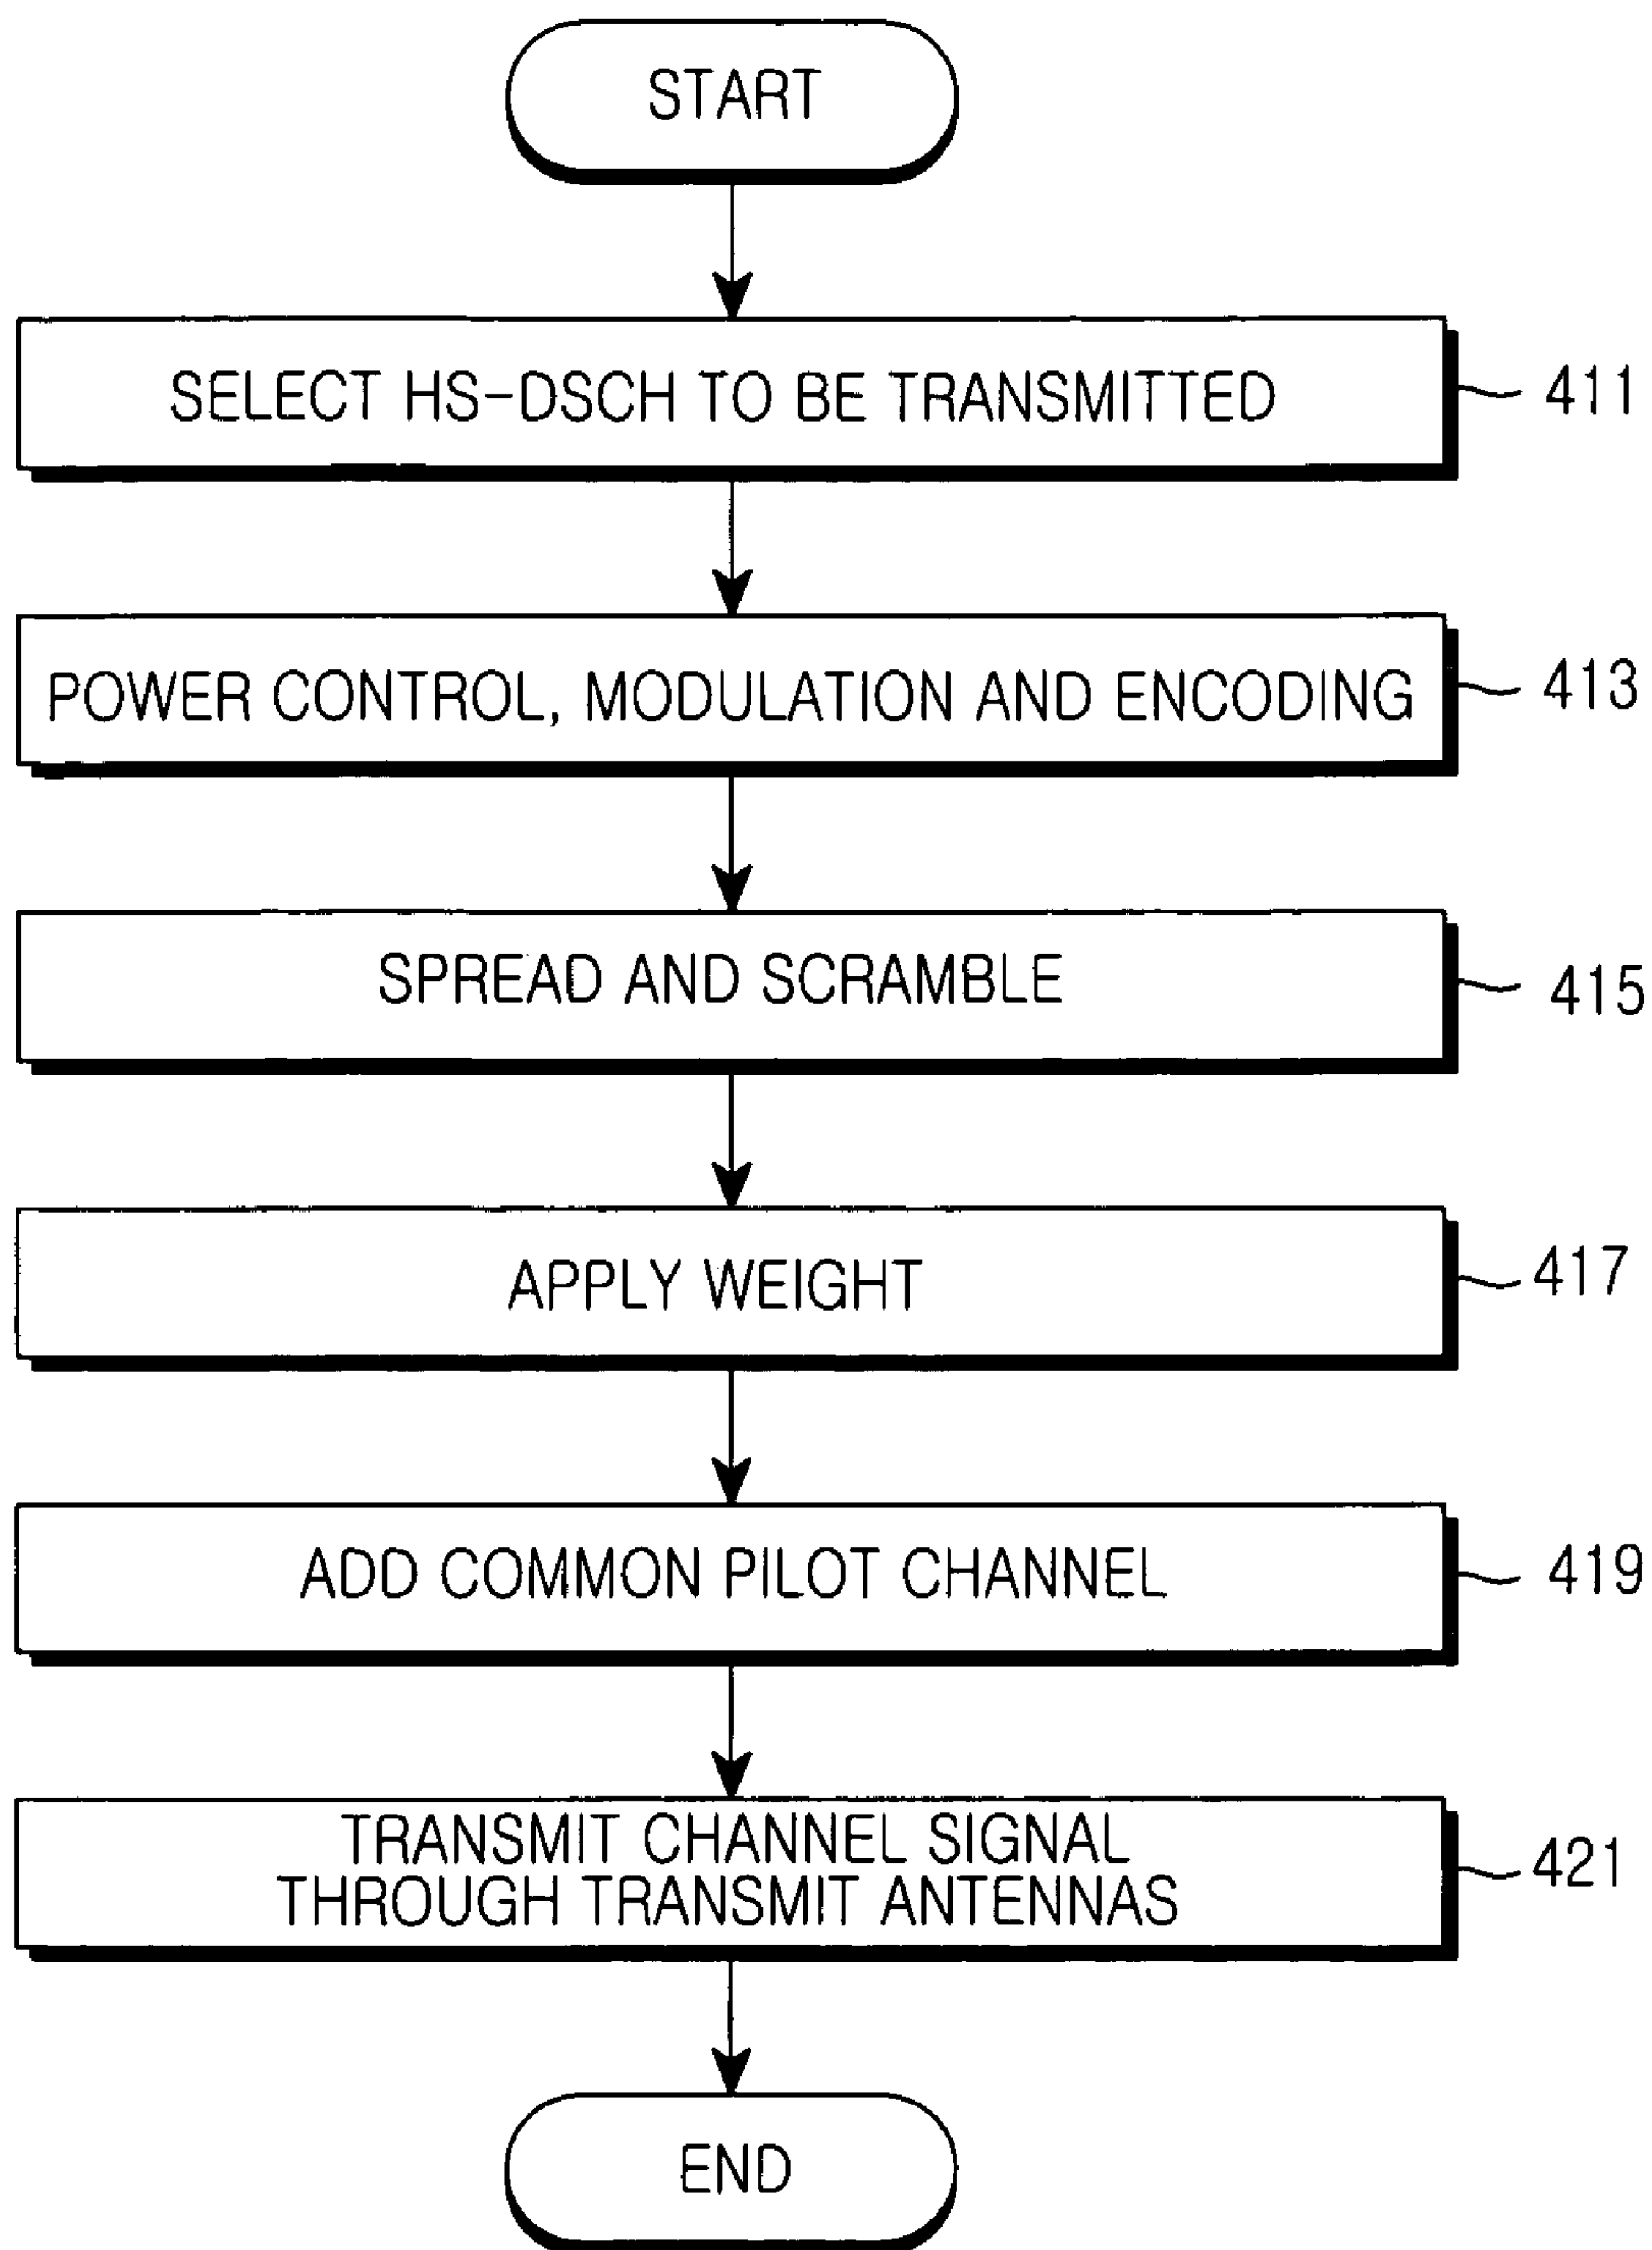 START
SELECT HS-DSCH TO BE TRANSMITTED
411
POWER CONTROL, MODULATION AND ENCODING
413
SPREAD AND SCRAMBLE
415
APPLY WEIGHT
417
ADD COMMON PILOT CHANNEL
419
TRANSMIT CHANNEL SIGNAL
THROUGH TRANSMIT ANTENNAS
421
END